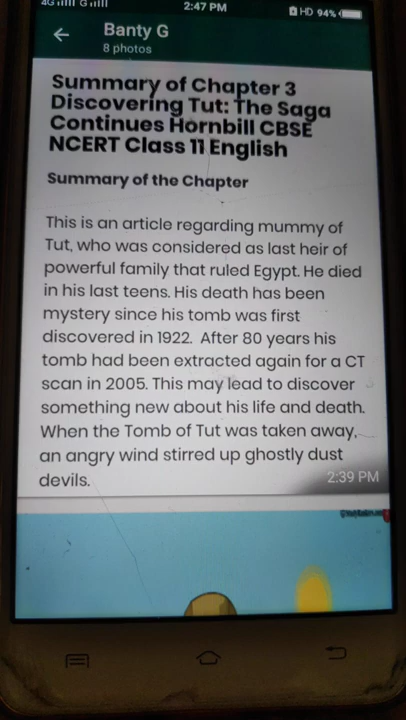 4G G
2:47 PM
HD 94%
Banty G
8 photos
Summary of Chapter 3
Discovering Tut: The Saga
Continues Hornbill CBSE
NCERT Class 11 English
Summary of the Chapter
This is an article regarding mummy of
Tut, who was considered as last heir of
powerful family that ruled Egypt. He died
in his last teens. His death has been
mystery since his tomb was first
discovered in 1922. After 80 years his
tomb had been extracted again for a CT
scan in 2005. This may lead to discover
something new about his life and death.
When the Tomb of Tut was taken away,
an angry wind stirred up ghostly dust
devils.
2:39 PM